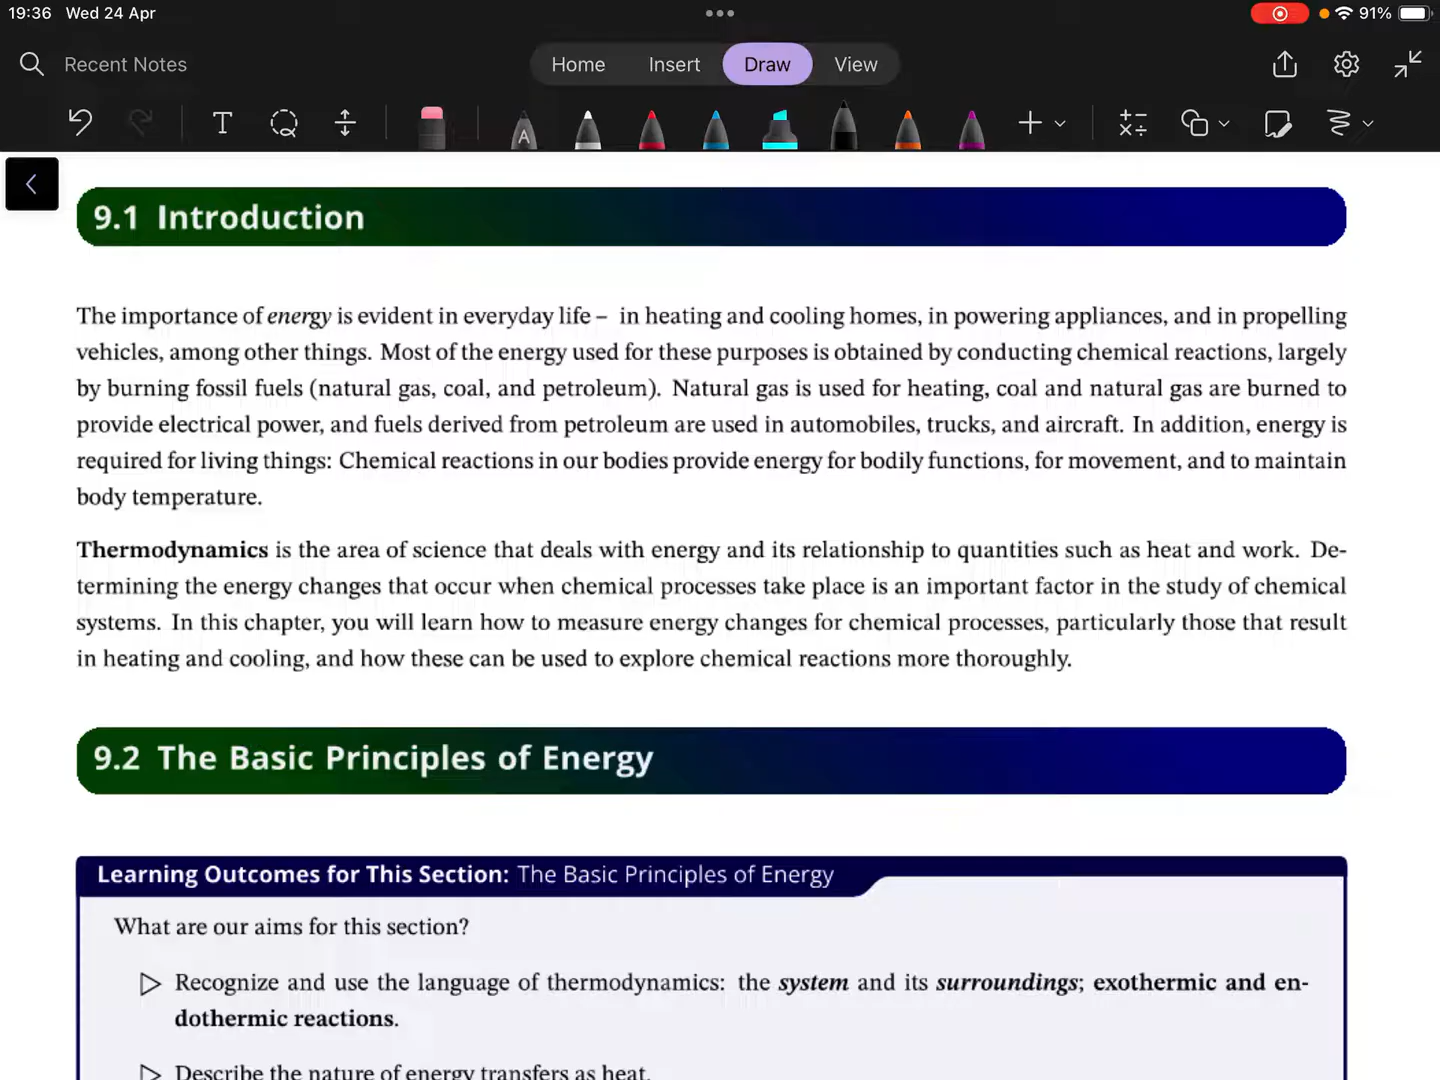 19:36 Wed 24 Apr
91%
Recent Notes
Home Insert Draw View
T
A
9.1 Introduction
The importance of energy is evident in everyday life – in heating and cooling homes, in powering appliances, and in propelling
vehicles, among other things. Most of the energy used for these purposes is obtained by conducting chemical reactions, largely
by burning fossil fuels (natural gas, coal, and petroleum). Natural gas is used for heating, coal and natural gas are burned to
provide electrical power, and fuels derived from petroleum are used in automobiles, trucks, and aircraft. In addition, energy is
required for living things: Chemical reactions in our bodies provide energy for bodily functions, for movement, and to maintain
body temperature.
Thermodynamics is the area of science that deals with energy and its relationship to quantities such as heat and work. De-
termining the energy changes that occur when chemical processes take place is an important factor in the study of chemical
systems. In this chapter, you will learn how to measure energy changes for chemical processes, particularly those that result
in heating and cooling, and how these can be used to explore chemical reactions more thoroughly.
9.2 The Basic Principles of Energy
Learning Outcomes for This Section: The Basic Principles of Energy
What are our aims for this section?
Recognize and use the language of thermodynamics: the system and its surroundings; exothermic and en-
dothermic reactions.
Describe the nature of energy transfers as heat.